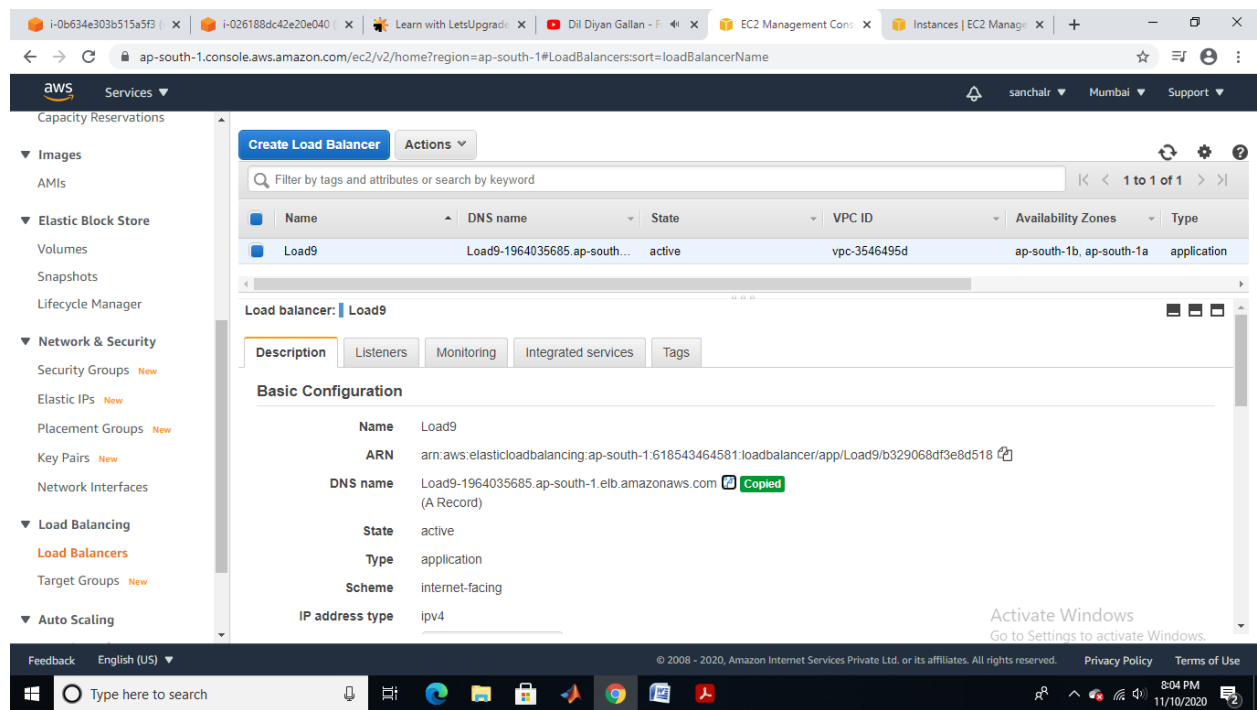 i-0b634e303b515a5f3 (
i-026188dc42e20e040
Learn with LetsUpgrade
Dil Diyan Gallan - F
EC2 Management Cons
Instances | EC2 Manage
ap-south-1.console.aws.amazon.com/ec2/v2/home?region=ap-south-1#LoadBalancers:sort=loadBalancerName
aws Services sanchalr Mumbai Support
Capacity Reservations
Images
AMIs
Elastic Block Store
Volumes
Snapshots
Lifecycle Manager
Network & Security
Security Groups New
Elastic IPs New
Placement Groups New
Key Pairs New
Network Interfaces
Load Balancing
Load Balancers
Target Groups New
Auto Scaling
Create Load Balancer Actions
Filter by tags and attributes or search by keyword
1 to 1 of 1
Name DNS name State VPC ID Availability Zones Type
Load9 Load9-1964035685.ap-south... active vpc-3546495d ap-south-1b, ap-south-1a application
Load balancer: Load9
Description Listeners Monitoring Integrated services Tags
Basic Configuration
Name Load9
ARN arn:aws:elasticloadbalancing:ap-south-1:618543464581:loadbalancer/app/Load9/b329068df3e8d518
DNS name Load9-1964035685.ap-south-1.elb.amazonaws.com Copied
(A Record)
State active
Type application
Scheme internet-facing
IP address type ipv4
Activate Windows
Go to Settings to activate Windows.
Feedback English (US) © 2008 - 2020, Amazon Internet Services Private Ltd. or its affiliates. All rights reserved. Privacy Policy Terms of Use
Type here to search
8:04 PM
11/10/2020
2